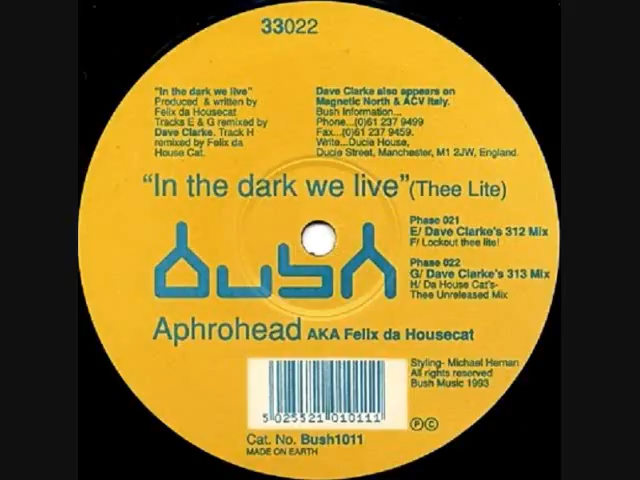 33022
"In the dark we live"
Produced & written by
Felix da Housecat
Tracks E & G remixed by
Dave Clarke. Track H
remixed by Felix da
House Cat.
Dave Clarke also appears on
Magnetic North & ACV Italy.
Bush Information...
Phone...(0)61 237 9499
Fax...(0)61 237 9459.
Write...Ducie House,
Ducie Street, Manchester, M1 2JW, England.
"In the dark we live" (Thee Lite)
bush
Phase 021
E/ Dave Clarke's 312 Mix
F/ Lockout thee lite!
Phase 022
G/ Dave Clarke's 313 Mix
H/ Da House Cat's-
Thee Unreleased Mix
Aphrohead AKA Felix da Housecat
Styling- Michael Heman
All rights reserved
Bush Music 1993
5 023521 010111
P C
Cat. No. Bush1011
MADE ON EARTH